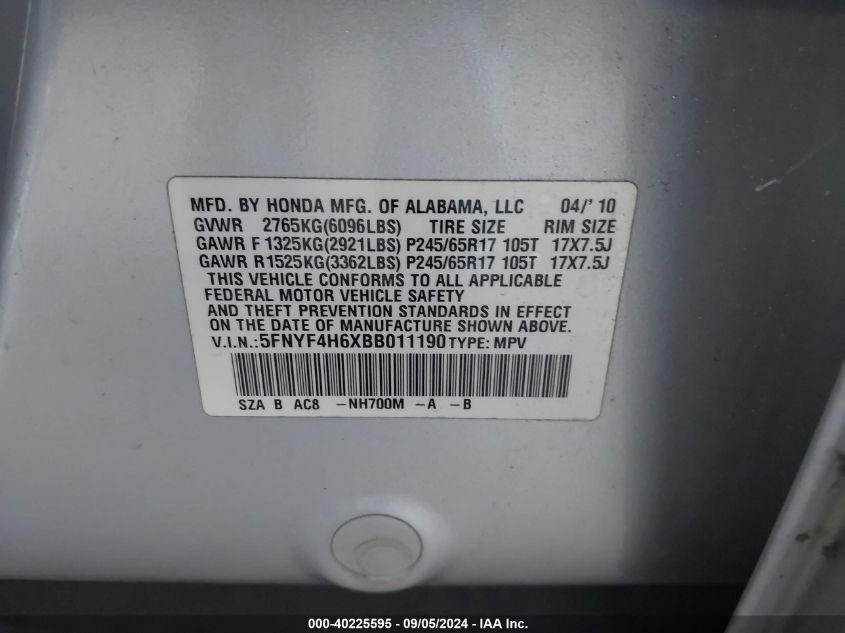 MFD. BY HONDA MFG. OF ALABAMA, LLC 04/' 10
GVWR 2765KG(6096LBS) TIRE SIZE RIM SIZE
GAWR F 1325KG(2921LBS) P245/65R17 105T 17X7.5J
GAWR R1525KG(3362LBS) P245/65R17 105T 17X7.5J
THIS VEHICLE CONFORMS TO ALL APPLICABLE
FEDERAL MOTOR VEHICLE SAFETY
AND THEFT PREVENTION STANDARDS IN EFFECT
ON THE DATE OF MANUFACTURE SHOWN ABOVE.
V.I.N.:5FNYF4H6XBB011190 TYPE: MPV
SZA B AC8 -NH700M -A -B
000-40225595 - 09/05/2024 - IAA Inc.